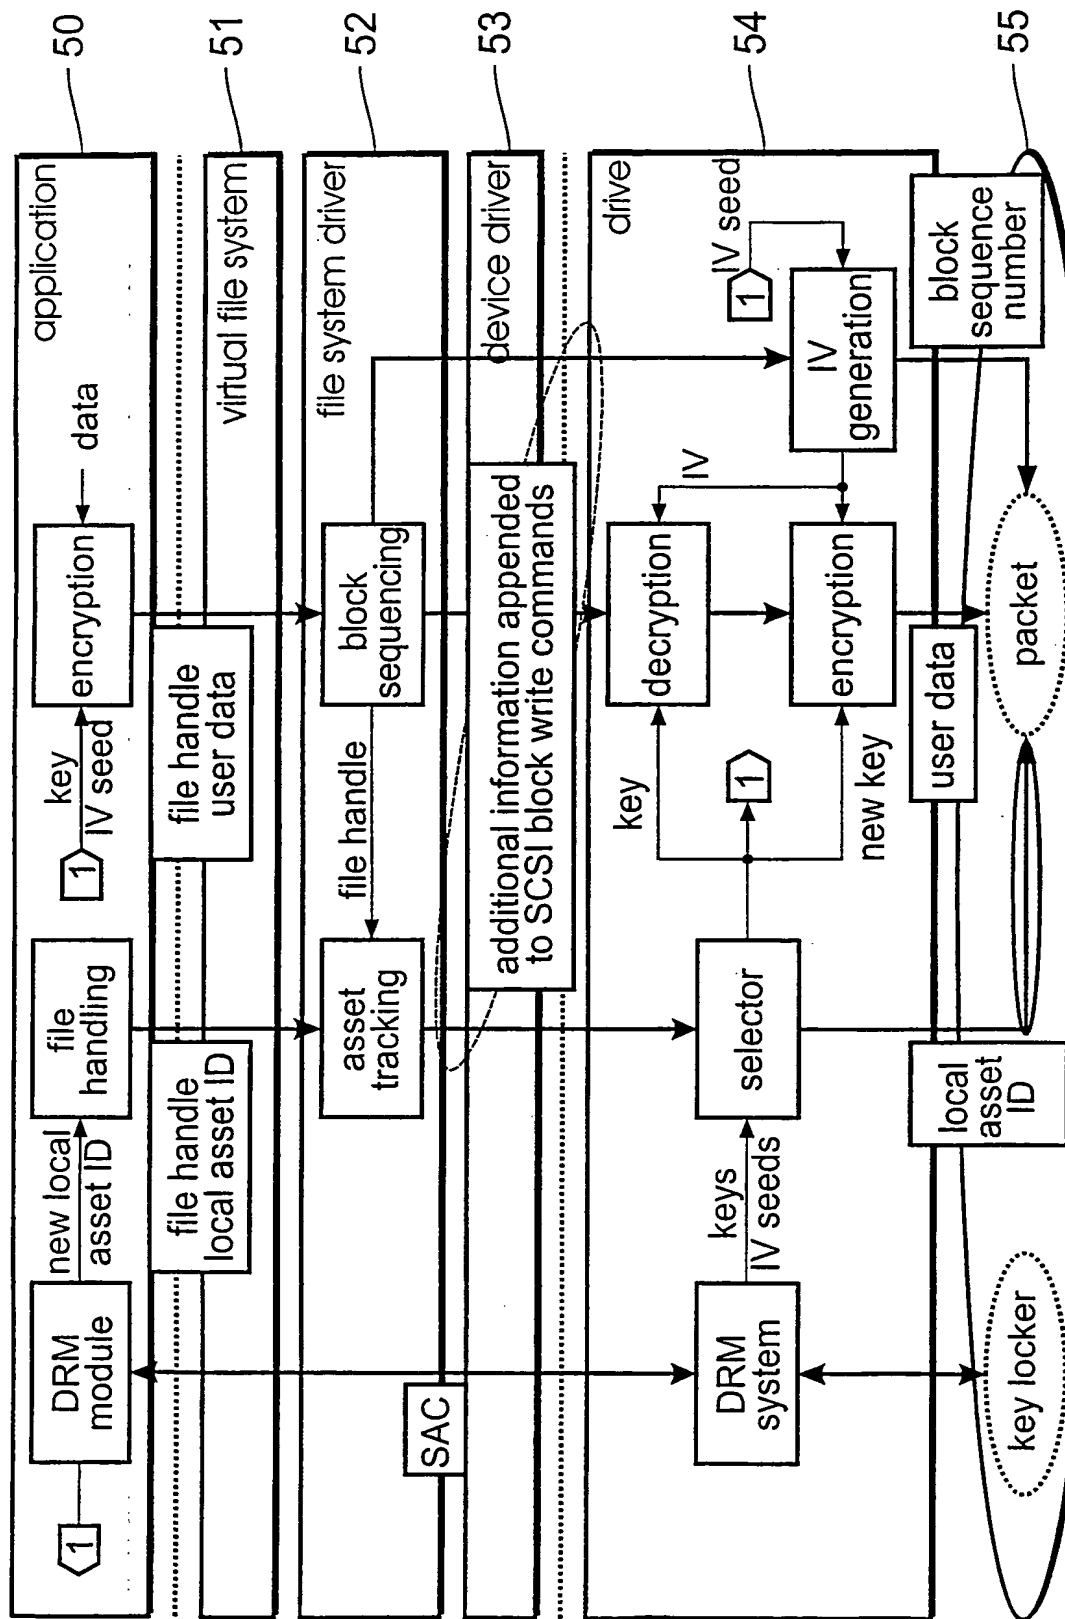 application
50
1
DRM
module
new local
asset ID
file
handling
1
key
IV seed
encryption
data
virtual file system
51
file handle
local asset ID
file handle
user data
file system driver
52
asset
tracking
file handle
block
sequencing
SAC
device driver
53
additional information appended
to SCSI block write commands
drive
54
DRM
system
keys
IV seeds
selector
key
1
new key
decryption
encryption
IV
IV
generation
1
IV seed
local
asset
ID
user data
block
sequence
number
55
key locker
packet